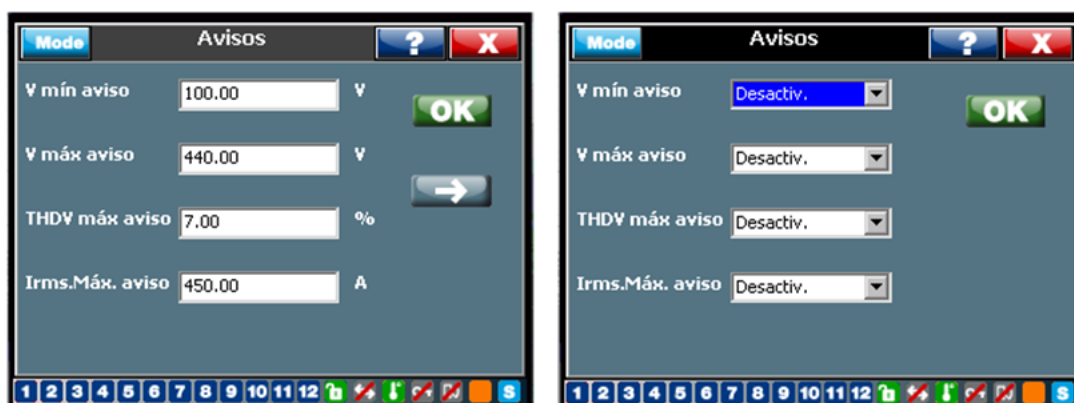 Mode Avisos ? X
V mín aviso 100.00 V
OK
V máx aviso 440.00 V
THDV máx aviso 7.00 %
Irms.Máx. aviso 450.00 A
1 2 3 4 5 6 7 8 9 10 11 12 S
Mode Avisos ? X
V mín aviso Desactiv.
OK
V máx aviso Desactiv.
THDV máx aviso Desactiv.
Irms.Máx. aviso Desactiv.
1 2 3 4 5 6 7 8 9 10 11 12 S